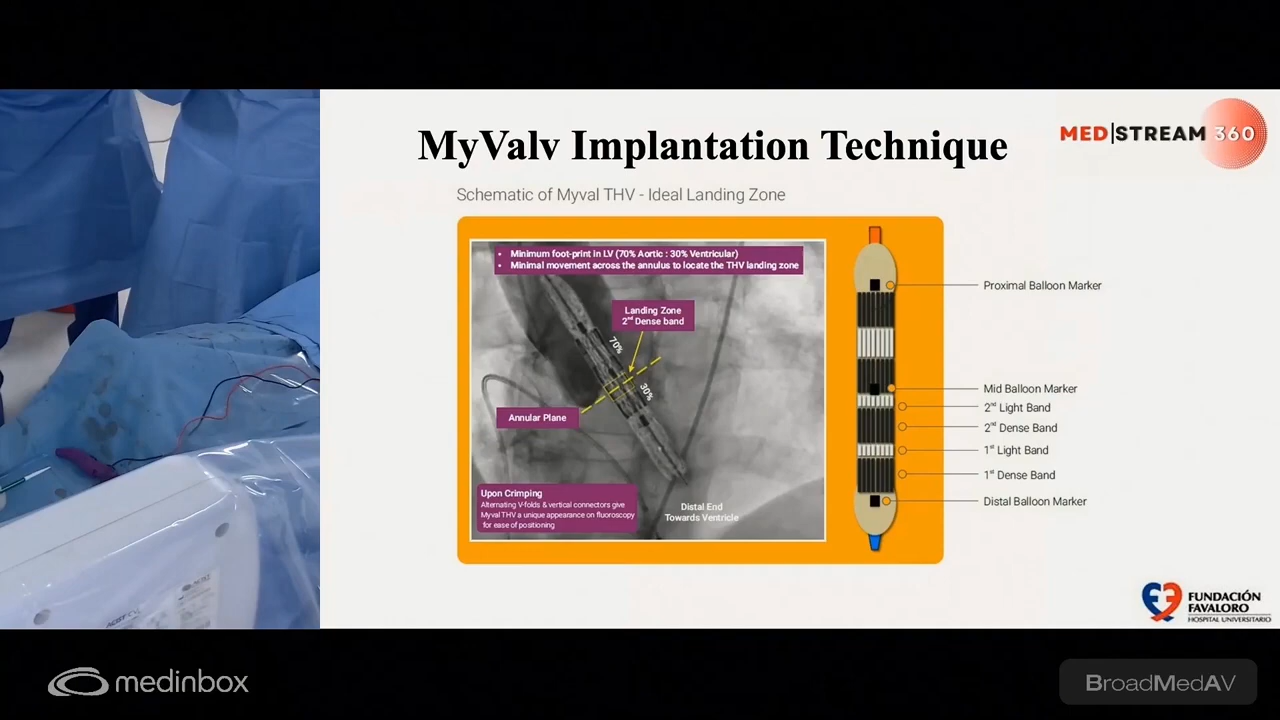 MyValv Implantation Technique
MED|STREAM 360
Schematic of Myval THV - Ideal Landing Zone
• Minimum foot-print in LV (70% Aortic : 30% Ventricular)
• Minimal movement across the annulus to locate the THV landing zone
Landing Zone
2nd Dense band
70%
30%
Annular Plane
Upon Crimping
Alternating V-folds & vertical connectors give
Myval THV a unique appearance on fluoroscopy
for ease of positioning
Distal End
Towards Ventricle
Proximal Balloon Marker
Mid Balloon Marker
2nd Light Band
2nd Dense Band
1st Light Band
1st Dense Band
Distal Balloon Marker
FUNDACIÓN
FAVALORO
HOSPITAL UNIVERSITARIO
medinbox
BroadMedAV